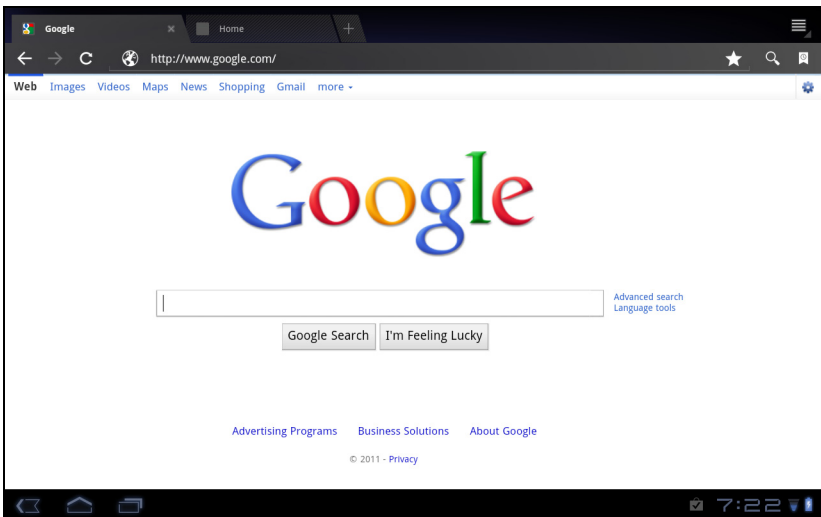 Google Home
http://www.google.com/
Web Images Videos Maps News Shopping Gmail more
Google
Advanced search
Language tools
Google Search I'm Feeling Lucky
Advertising Programs Business Solutions About Google
© 2011 - Privacy
7:22